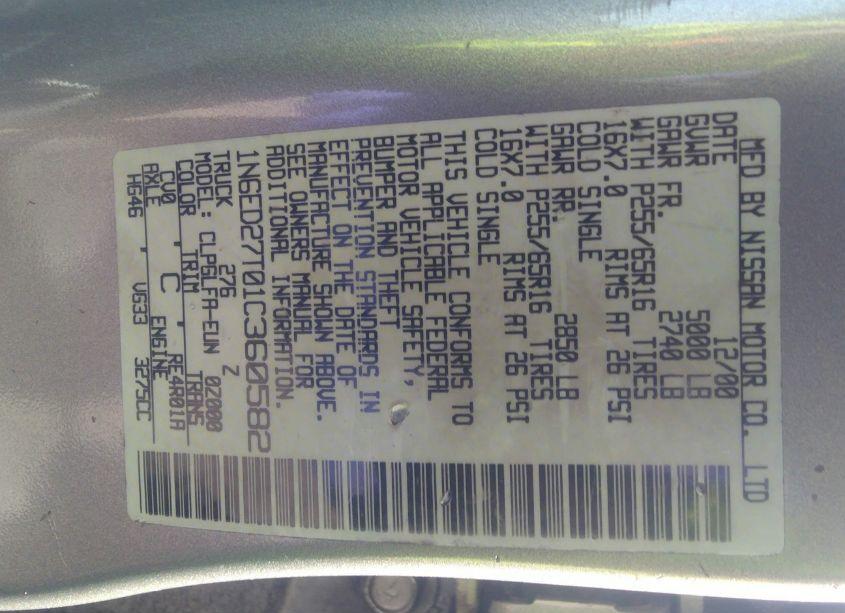 MFD BY NISSAN MOTOR CO., LTD
DATE 12/00
GVWR 5000 LB
GAWR FR. 2740 LB
WITH P255/65R16 TIRES
16X7.0 RIMS AT 26 PSI
COLD SINGLE
GAWR RR. 2850 LB
WITH P255/65R16 TIRES
16X7.0 RIMS AT 26 PSI
COLD SINGLE
THIS VEHICLE CONFORMS TO
ALL APPLICABLE FEDERAL
MOTOR VEHICLE SAFETY,
BUMPER AND THEFT
PREVENTION STANDARDS IN
EFFECT ON THE DATE OF
MANUFACTURE SHOWN ABOVE.
SEE OWNERS MANUAL FOR
ADDITIONAL INFORMATION.
1N6ED27T01C360582
TRUCK 276 Z
MODEL: CLPGLFA-EUN 0Z000
COLOR TRIM TRANS
KV0 C RE4R01A
AXLE ENGINE
HG46 VG33 3275CC